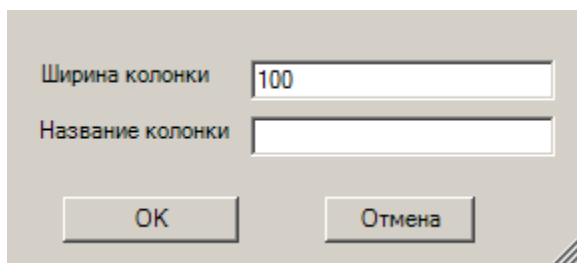 Ширина колонки 100
Название колонки
OK Отмена